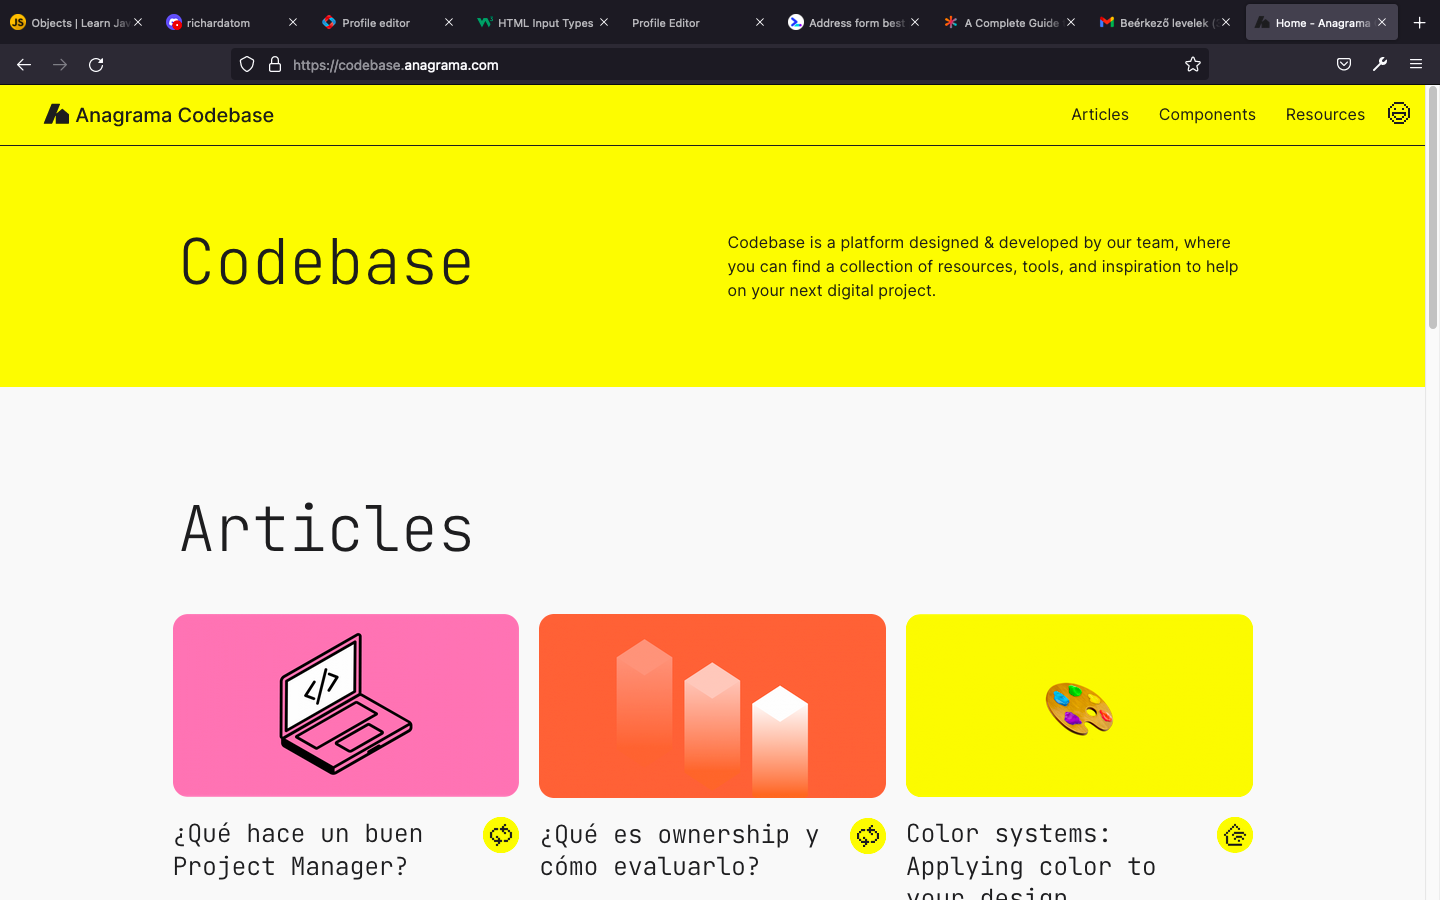 Objects | Learn Jav
richardatom
Profile editor
HTML Input Types
Profile Editor
Address form best
A Complete Guide
Beérkező levelek (
Home - Anagrama
https://codebase.anagrama.com
Anagrama Codebase
Articles
Components
Resources
Codebase
Codebase is a platform designed & developed by our team, where
you can find a collection of resources, tools, and inspiration to help
on your next digital project.
Articles
</>
¿Qué hace un buen
Project Manager?
¿Qué es ownership y
cómo evaluarlo?
Color systems:
Applying color to
your design